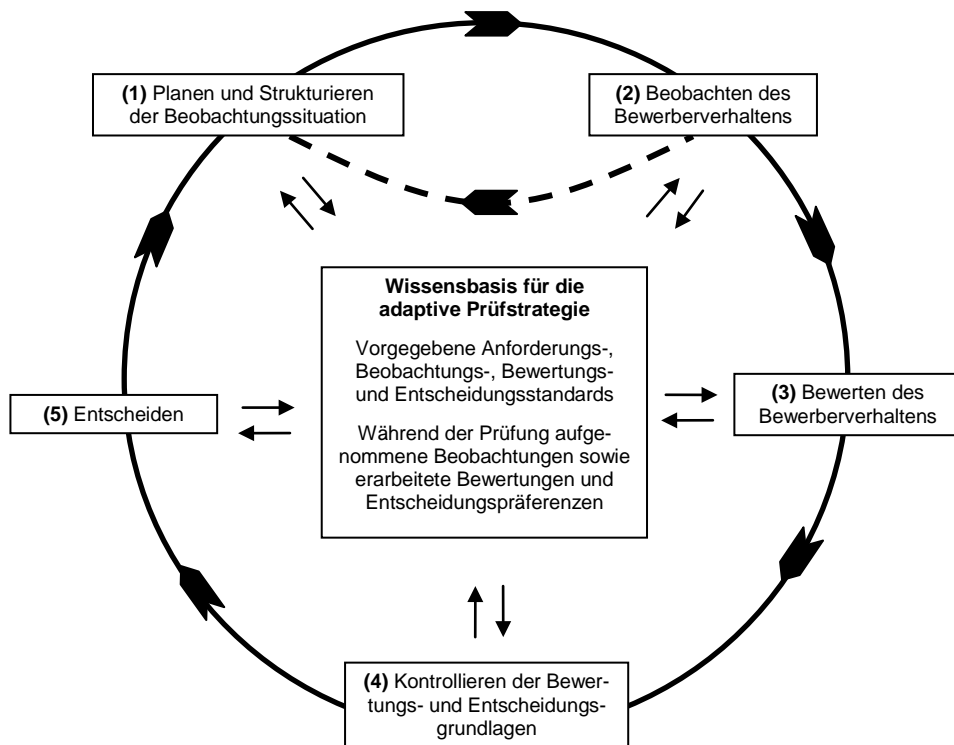 (1) Planen und Strukturieren
der Beobachtungssituation
(2) Beobachten des
Bewerberverhaltens
Wissensbasis für die
adaptive Prüfstrategie
Vorgegebene Anforderungs-,
Beobachtungs-, Bewertungs-
und Entscheidungsstandards
Während der Prüfung aufge-
nommene Beobachtungen sowie
erarbeitete Bewertungen und
Entscheidungspräferenzen
(3) Bewerten des
Bewerberverhaltens
(4) Kontrollieren der Bewer-
tungs- und Entscheidungs-
grundlagen
(5) Entscheiden